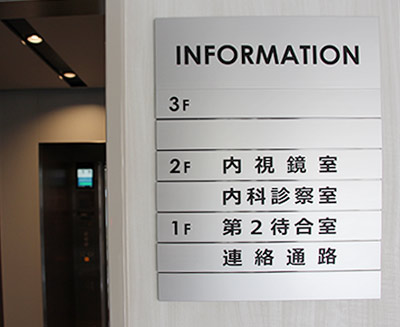 INFORMATION
3F
2F 内視鏡室
内科診察室
1F 第2待合室
連絡通路